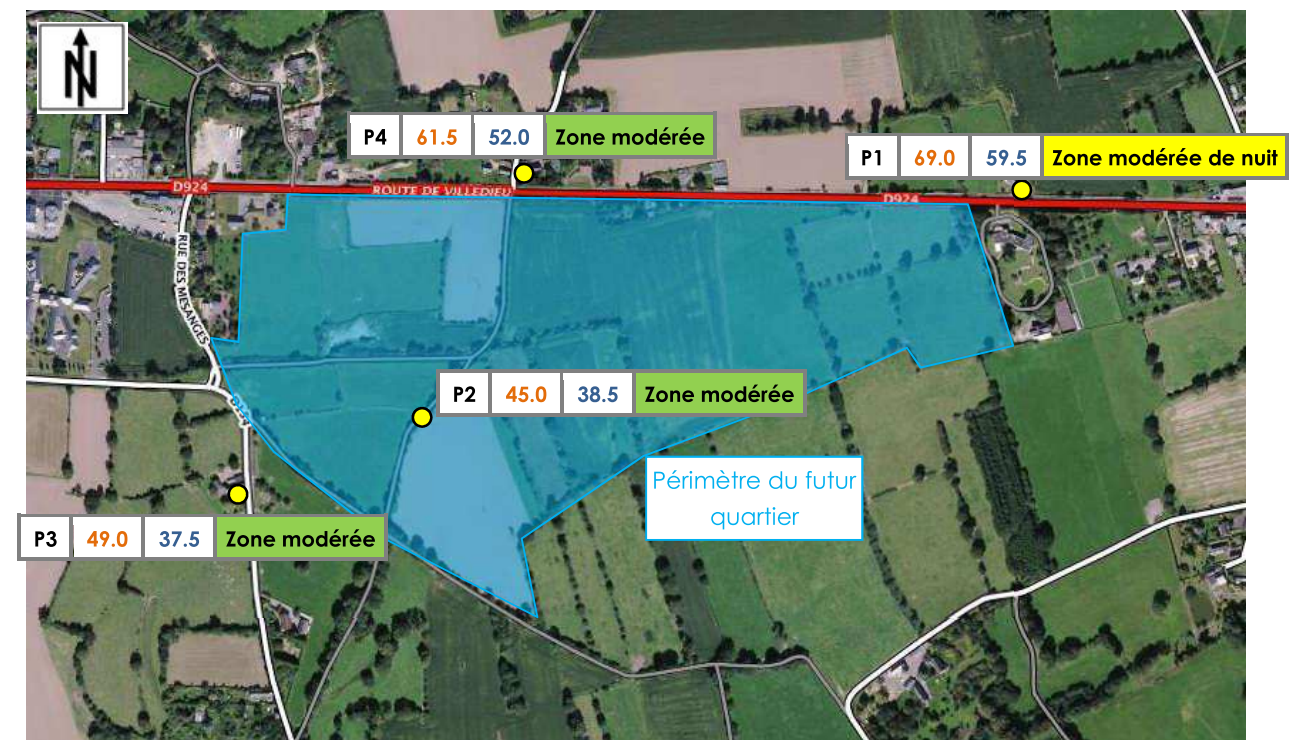 N
P4 61.5 52.0 Zone modérée
P1 69.0 59.5 Zone modérée de nuit
D924
ROUTE DE VILLEDIEU
D924
RUE DES MESANGES
P2 45.0 38.5 Zone modérée
Périmètre du futur
quartier
P3 49.0 37.5 Zone modérée